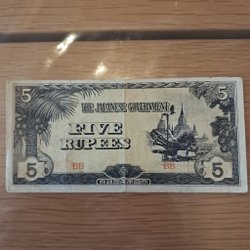 5 5
THE JAPANESE GOVERNMENT
FIVE
RUPEES
BB BB
5 5